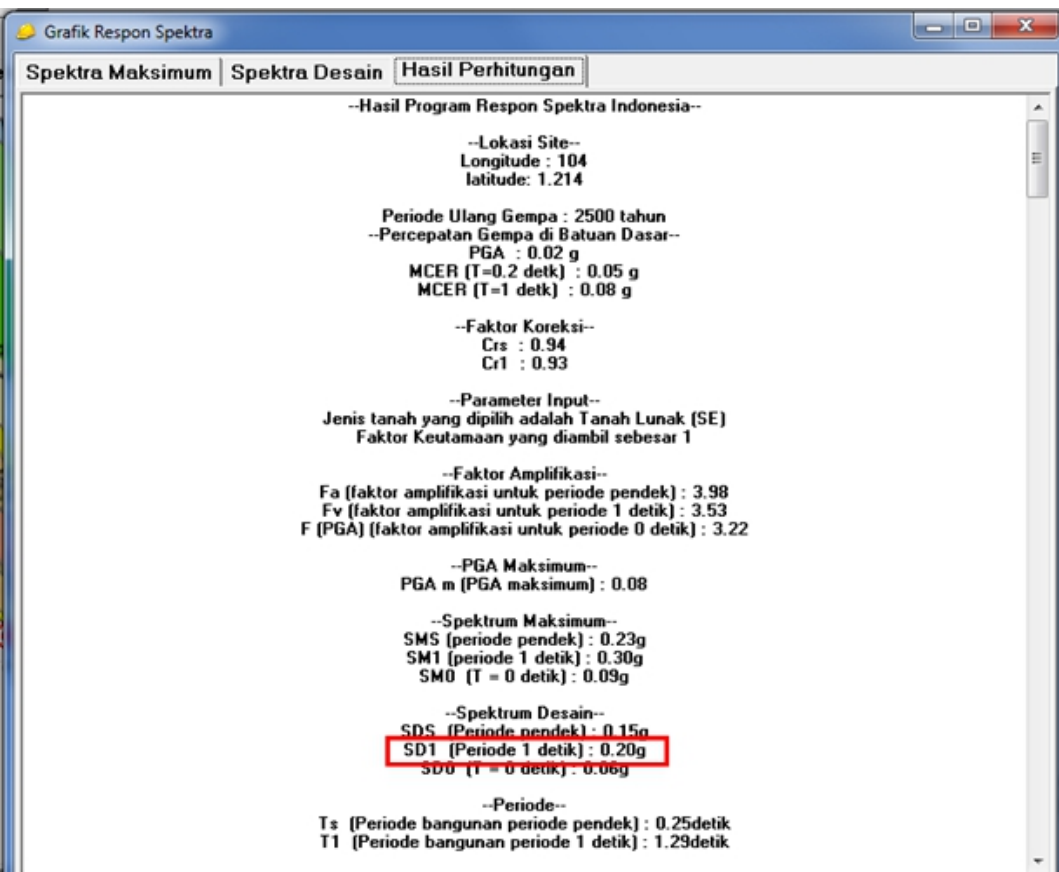 Grafik Respon Spektra
Spektra Maksimum Spektra Desain Hasil Perhitungan
--Hasil Program Respon Spektra Indonesia--
--Lokasi Site--
Longitude : 104
latitude: 1.214
Periode Ulang Gempa : 2500 tahun
--Percepatan Gempa di Batuan Dasar--
PGA : 0.02 g
MCER (T=0.2 detk) : 0.05 g
MCER (T=1 detk) : 0.08 g
--Faktor Koreksi--
Crs : 0.94
Cr1 : 0.93
--Parameter Input--
Jenis tanah yang dipilih adalah Tanah Lunak (SE)
Faktor Keutamaan yang diambil sebesar 1
--Faktor Amplifikasi--
Fa (faktor amplifikasi untuk periode pendek) : 3.98
Fv (faktor amplifikasi untuk periode 1 detik) : 3.53
F (PGA) (faktor amplifikasi untuk periode 0 detik) : 3.22
--PGA Maksimum--
PGA m (PGA maksimum) : 0.08
--Spektrum Maksimum--
SMS (periode pendek) : 0.23g
SM1 (periode 1 detik) : 0.30g
SM0 (T = 0 detik) : 0.09g
--Spektrum Desain--
SDS (Periode pendek) : 0.15g
SD1 (Periode 1 detik) : 0.20g
SD0 (T = 0 detik) : 0.06g
--Periode--
Ts (Periode bangunan periode pendek) : 0.25detik
T1 (Periode bangunan periode 1 detik) : 1.29detik